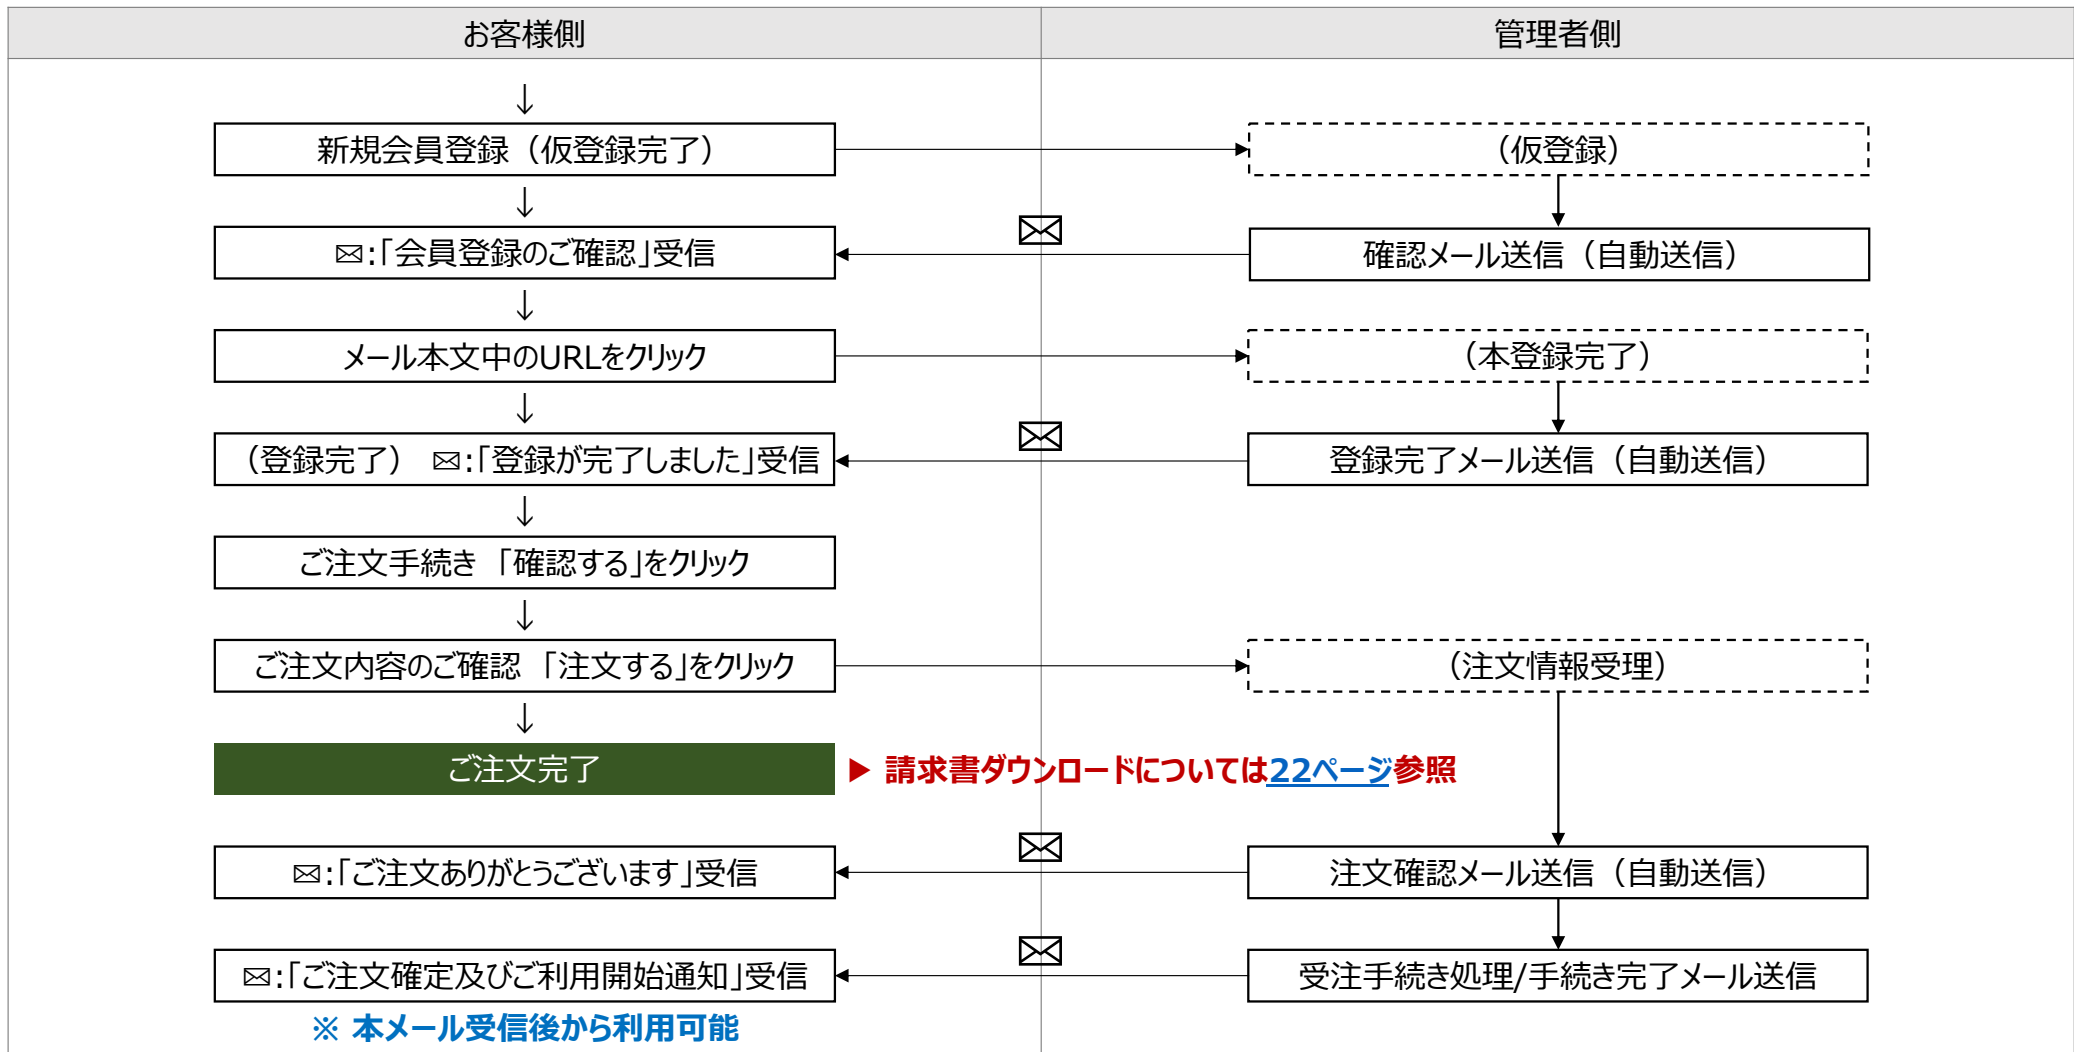 お客様側
管理者側
新規会員登録（仮登録完了）
（仮登録）
✉:「会員登録のご確認」受信
確認メール送信（自動送信）
メール本文中のURLをクリック
（本登録完了）
（登録完了） ✉:「登録が完了しました」受信
登録完了メール送信（自動送信）
ご注文手続き 「確認する」をクリック
ご注文内容のご確認 「注文する」をクリック
（注文情報受理）
ご注文完了
▶ 請求書ダウンロードについては22ページ参照
✉:「ご注文ありがとうございます」受信
注文確認メール送信（自動送信）
✉:「ご注文確定及びご利用開始通知」受信
受注手続き処理/手続き完了メール送信
※ 本メール受信後から利用可能